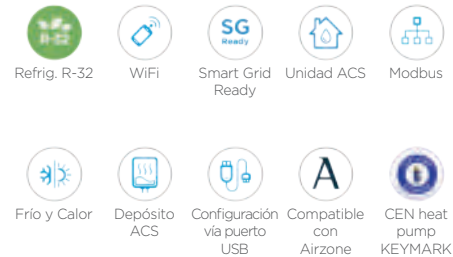 R-32
SG
Ready
Refrig. R-32
WiFi
Smart Grid
Ready
Unidad ACS
Modbus
A
Frío y Calor
Depósito
ACS
Configuración
vía puerto
USB
Compatible
con
Airzone
CEN heat
pump
KEYMARK